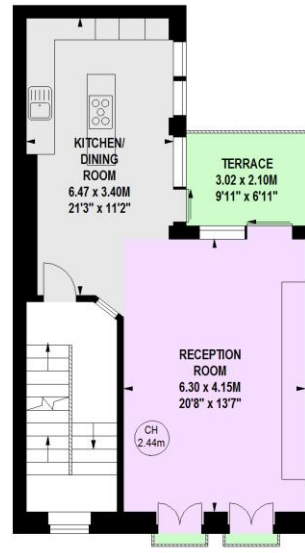 KITCHEN/
DINING
ROOM
6.47 x 3.40M
21'3" x 11'2"
TERRACE
3.02 x 2.10M
9'11" x 6'11"
RECEPTION
ROOM
6.30 x 4.15M
20'8" x 13'7"
CH
2.44m